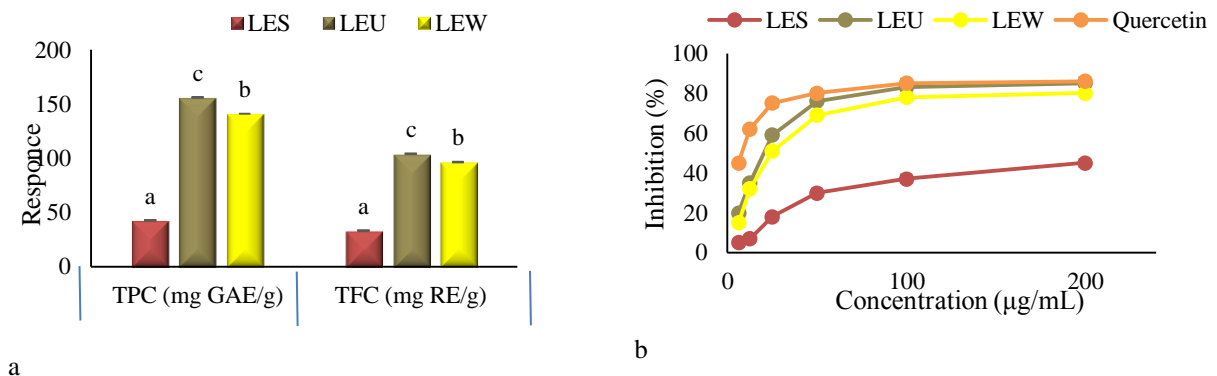 LES LEU LEW
200
150
100
50
0
Responce
a
c
b
a
c
b
TPC (mg GAE/g) TFC (mg RE/g)
a
LES LEU LEW Quercetin
100
80
60
40
20
0
Inhibition (%)
0 100 200
Concentration (μg/mL)
b